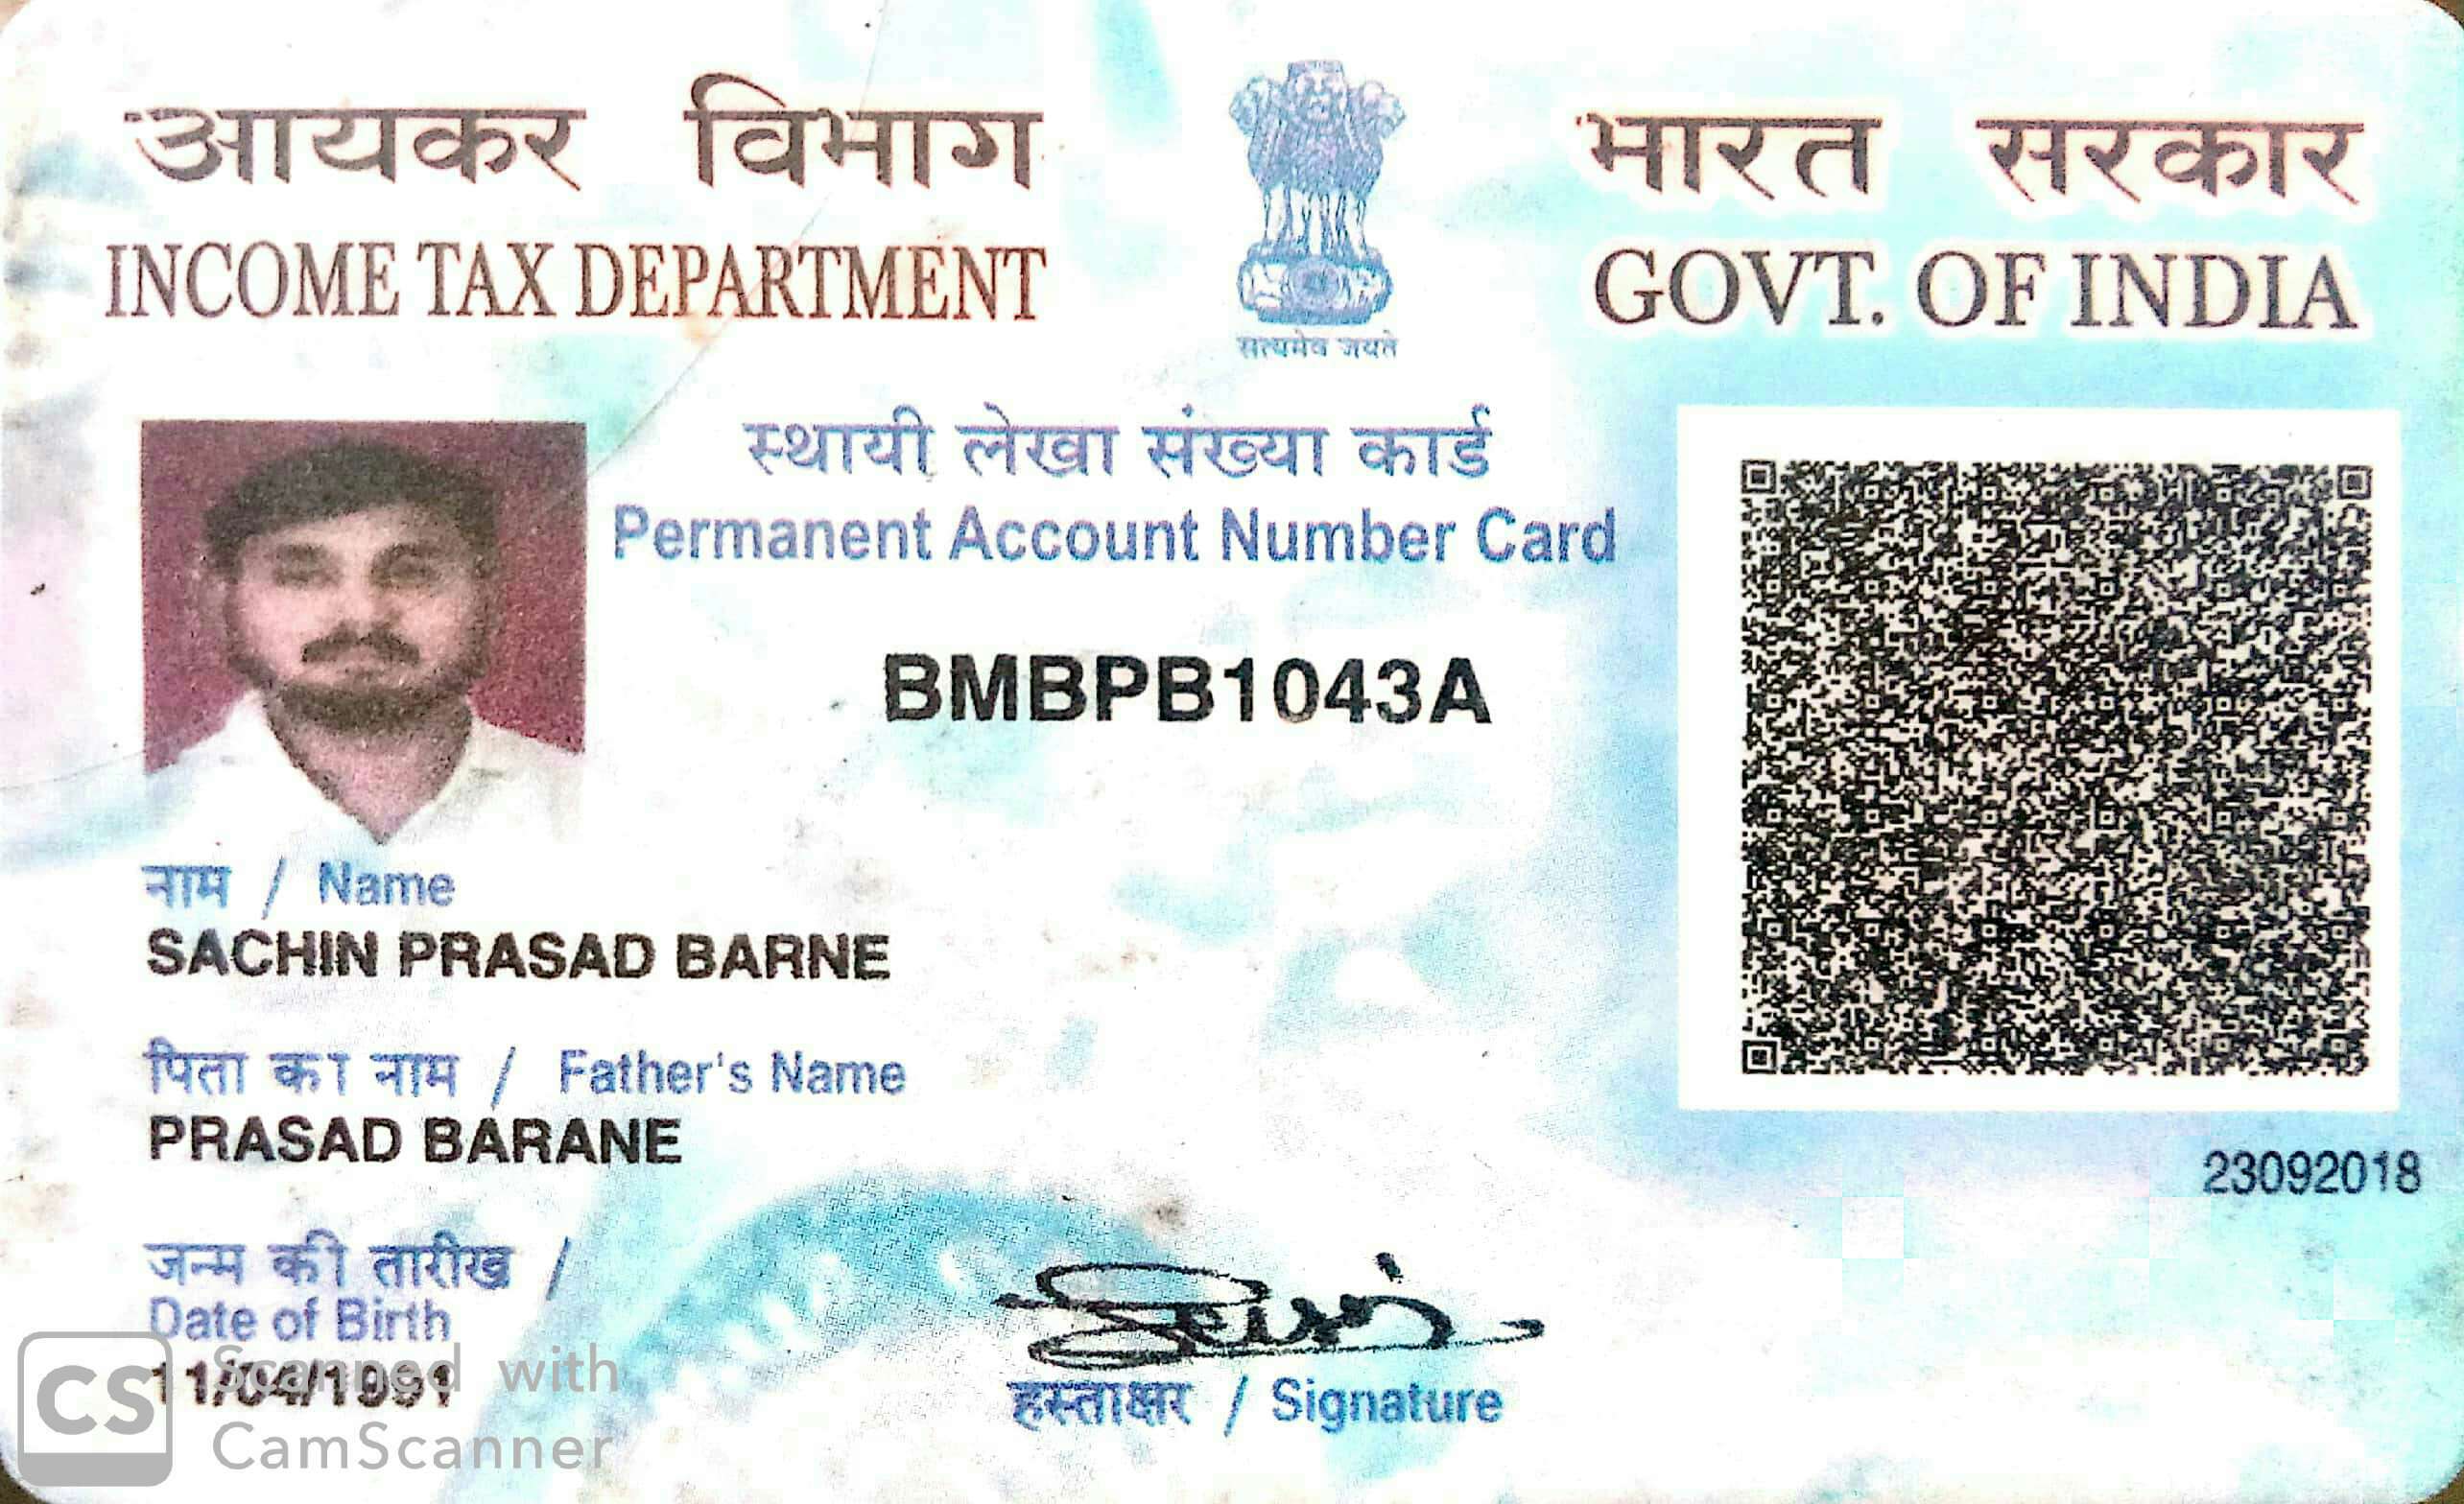 आयकर विभाग
INCOME TAX DEPARTMENT
सत्यमेव जयते
भारत सरकार
GOVT. OF INDIA
स्थायी लेखा संख्या कार्ड
Permanent Account Number Card
BMBPB1043A
नाम / Name
SACHIN PRASAD BARNE
पिता का नाम / Father's Name
PRASAD BARANE
23092018
जन्म की तारीख /
Date of Birth
11/04/1991
हस्ताक्षर / Signature
CS
Scanned with
CamScanner